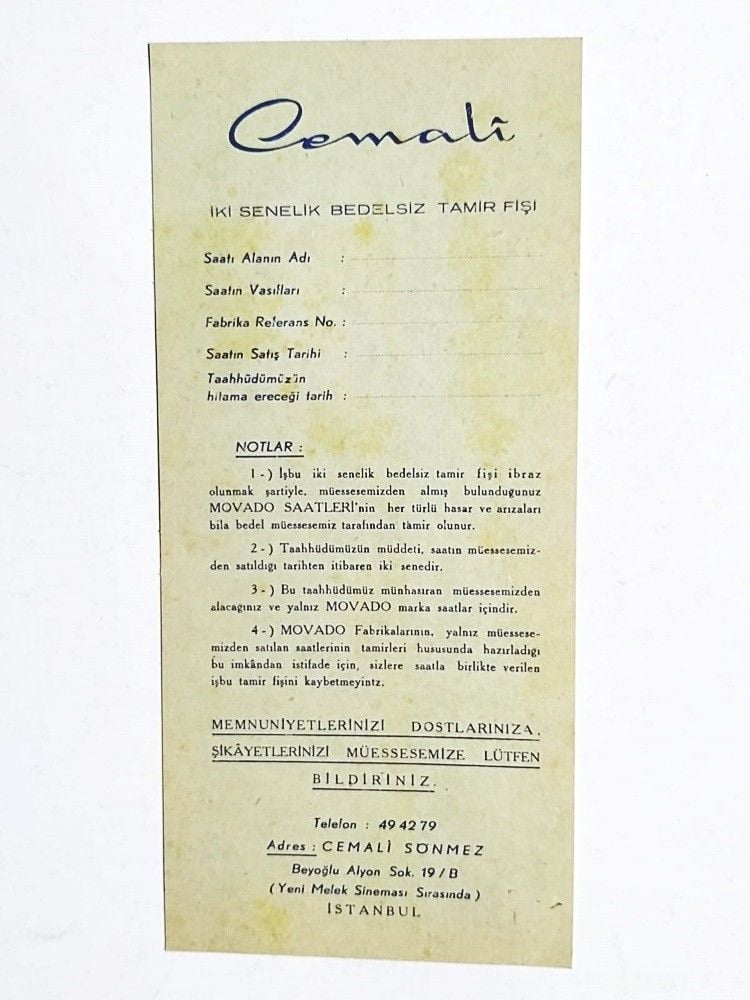 Cemalî
İKİ SENELİK BEDELSİZ TAMİR FİŞİ
Saatı Alanın Adı :
Saatın Vasıfları :
Fabrika Referans No. :
Saatın Satış Tarihi :
Taahhüdümüz'ün
hitama ereceği tarih :
NOTLAR :
1 - ) İşbu iki senelik bedelsiz tamir fişi ibraz
olunmak şartiyle, müessesemizden almış bulundugunuz
MOVADO SAATLERİ'nin her türlü hasar ve arızaları
bila bedel müessesemiz tarafından tamir olunur.
2 - ) Taahhüdümüzün müddeti, saatın müessesemiz-
den satıldıgı tarihten itibaren iki senedir.
3 - ) Bu taahhüdümüz münhasıran müessesemizden
alacagınız ve yalnız MOVADO marka saatlar içindir.
4 - ) MOVADO Fabrikalarının, yalnız müessese-
mizden satılan saatlerinin tamirleri hususunda hazırladıgı
bu imkândan istifade için, sizlere saatla birlikte verilen
işbu tamir fişini kaybetmeyintz.
MEMNUNİYETLERİNİZİ DOSTLARINIZA,
ŞİKÂYETLERİNİZİ MÜESSESEMİZE LÜTFEN
BİLDİRİNİZ.
Telefon : 49 42 79
Adres : CEMALİ SÖNMEZ
Beyoğlu Alyon Sok. 19 / B
( Yeni Melek Sineması Sırasında )
İSTANBUL